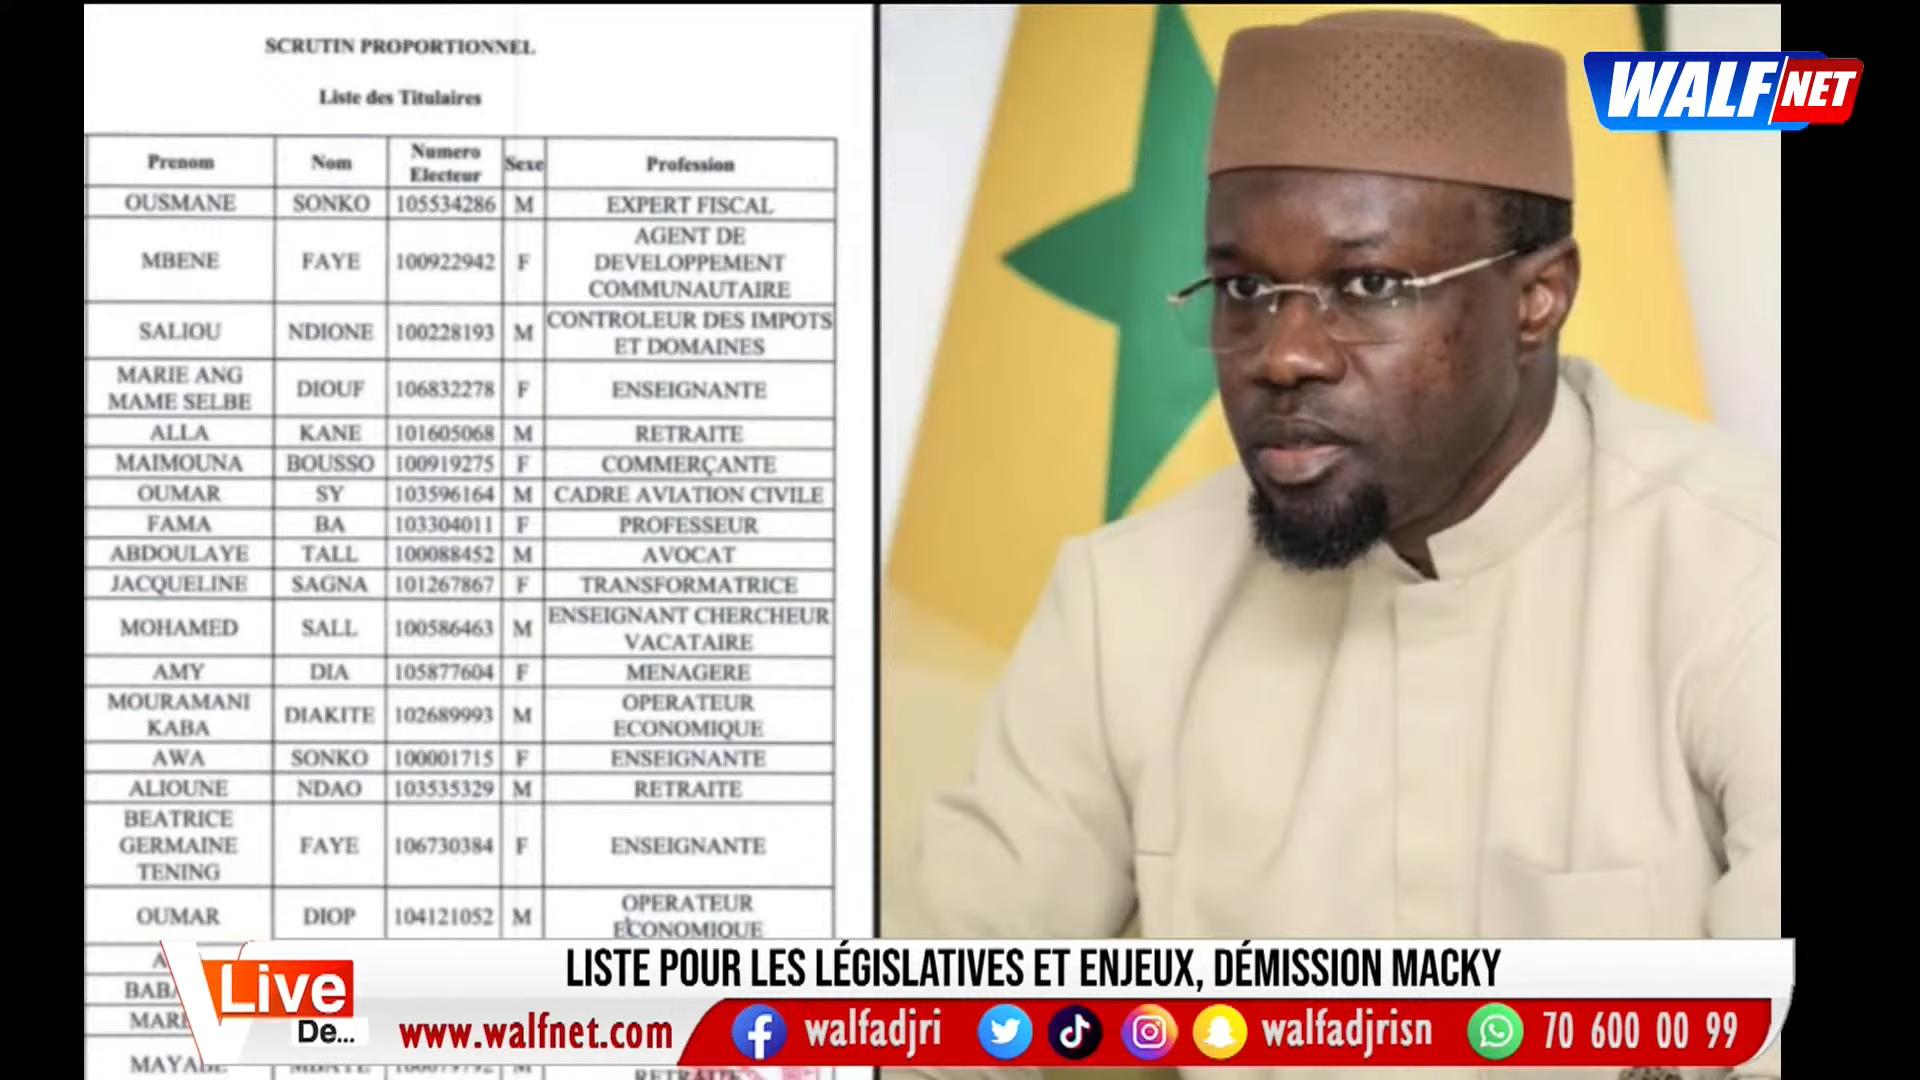 SCRUTIN PROPORTIONNEL
Liste des Titulaires
Prenom Nom Numero Electeur Sexe Profession
OUSMANE SONKO 105534286 M EXPERT FISCAL
MBENE FAYE 100922942 F AGENT DE DEVELOPPEMENT COMMUNAUTAIRE
SALIOU NDIONE 100228193 M CONTROLEUR DES IMPOTS ET DOMAINES
MARIE ANG MAME SELBE DIOUF 106832278 F ENSEIGNANTE
ALLA KANE 101605068 M RETRAITE
MAIMOUNA BOUSSO 100919275 F COMMERÇANTE
OUMAR SY 103596164 M CADRE AVIATION CIVILE
FAMA BA 103304011 F PROFESSEUR
ABDOULAYE TALL 100088452 M AVOCAT
JACQUELINE SAGNA 101267867 F TRANSFORMATRICE
MOHAMED SALL 100586463 M ENSEIGNANT CHERCHEUR VACATAIRE
AMY DIA 105877604 F MENAGERE
MOURAMANI KABA DIAKITE 102689993 M OPERATEUR ECONOMIQUE
AWA SONKO 100001715 F ENSEIGNANTE
ALIOUNE NDAO 103535329 M RETRAITE
BEATRICE GERMAINE TENING FAYE 106730384 F ENSEIGNANTE
OUMAR DIOP 104121052 M OPERATEUR ECONOMIQUE
WALF NET
LISTE POUR LES LÉGISLATIVES ET ENJEUX, DÉMISSION MACKY
Live
De...
www.walfnet.com walfadjri walfadjrisn 70 600 00 99